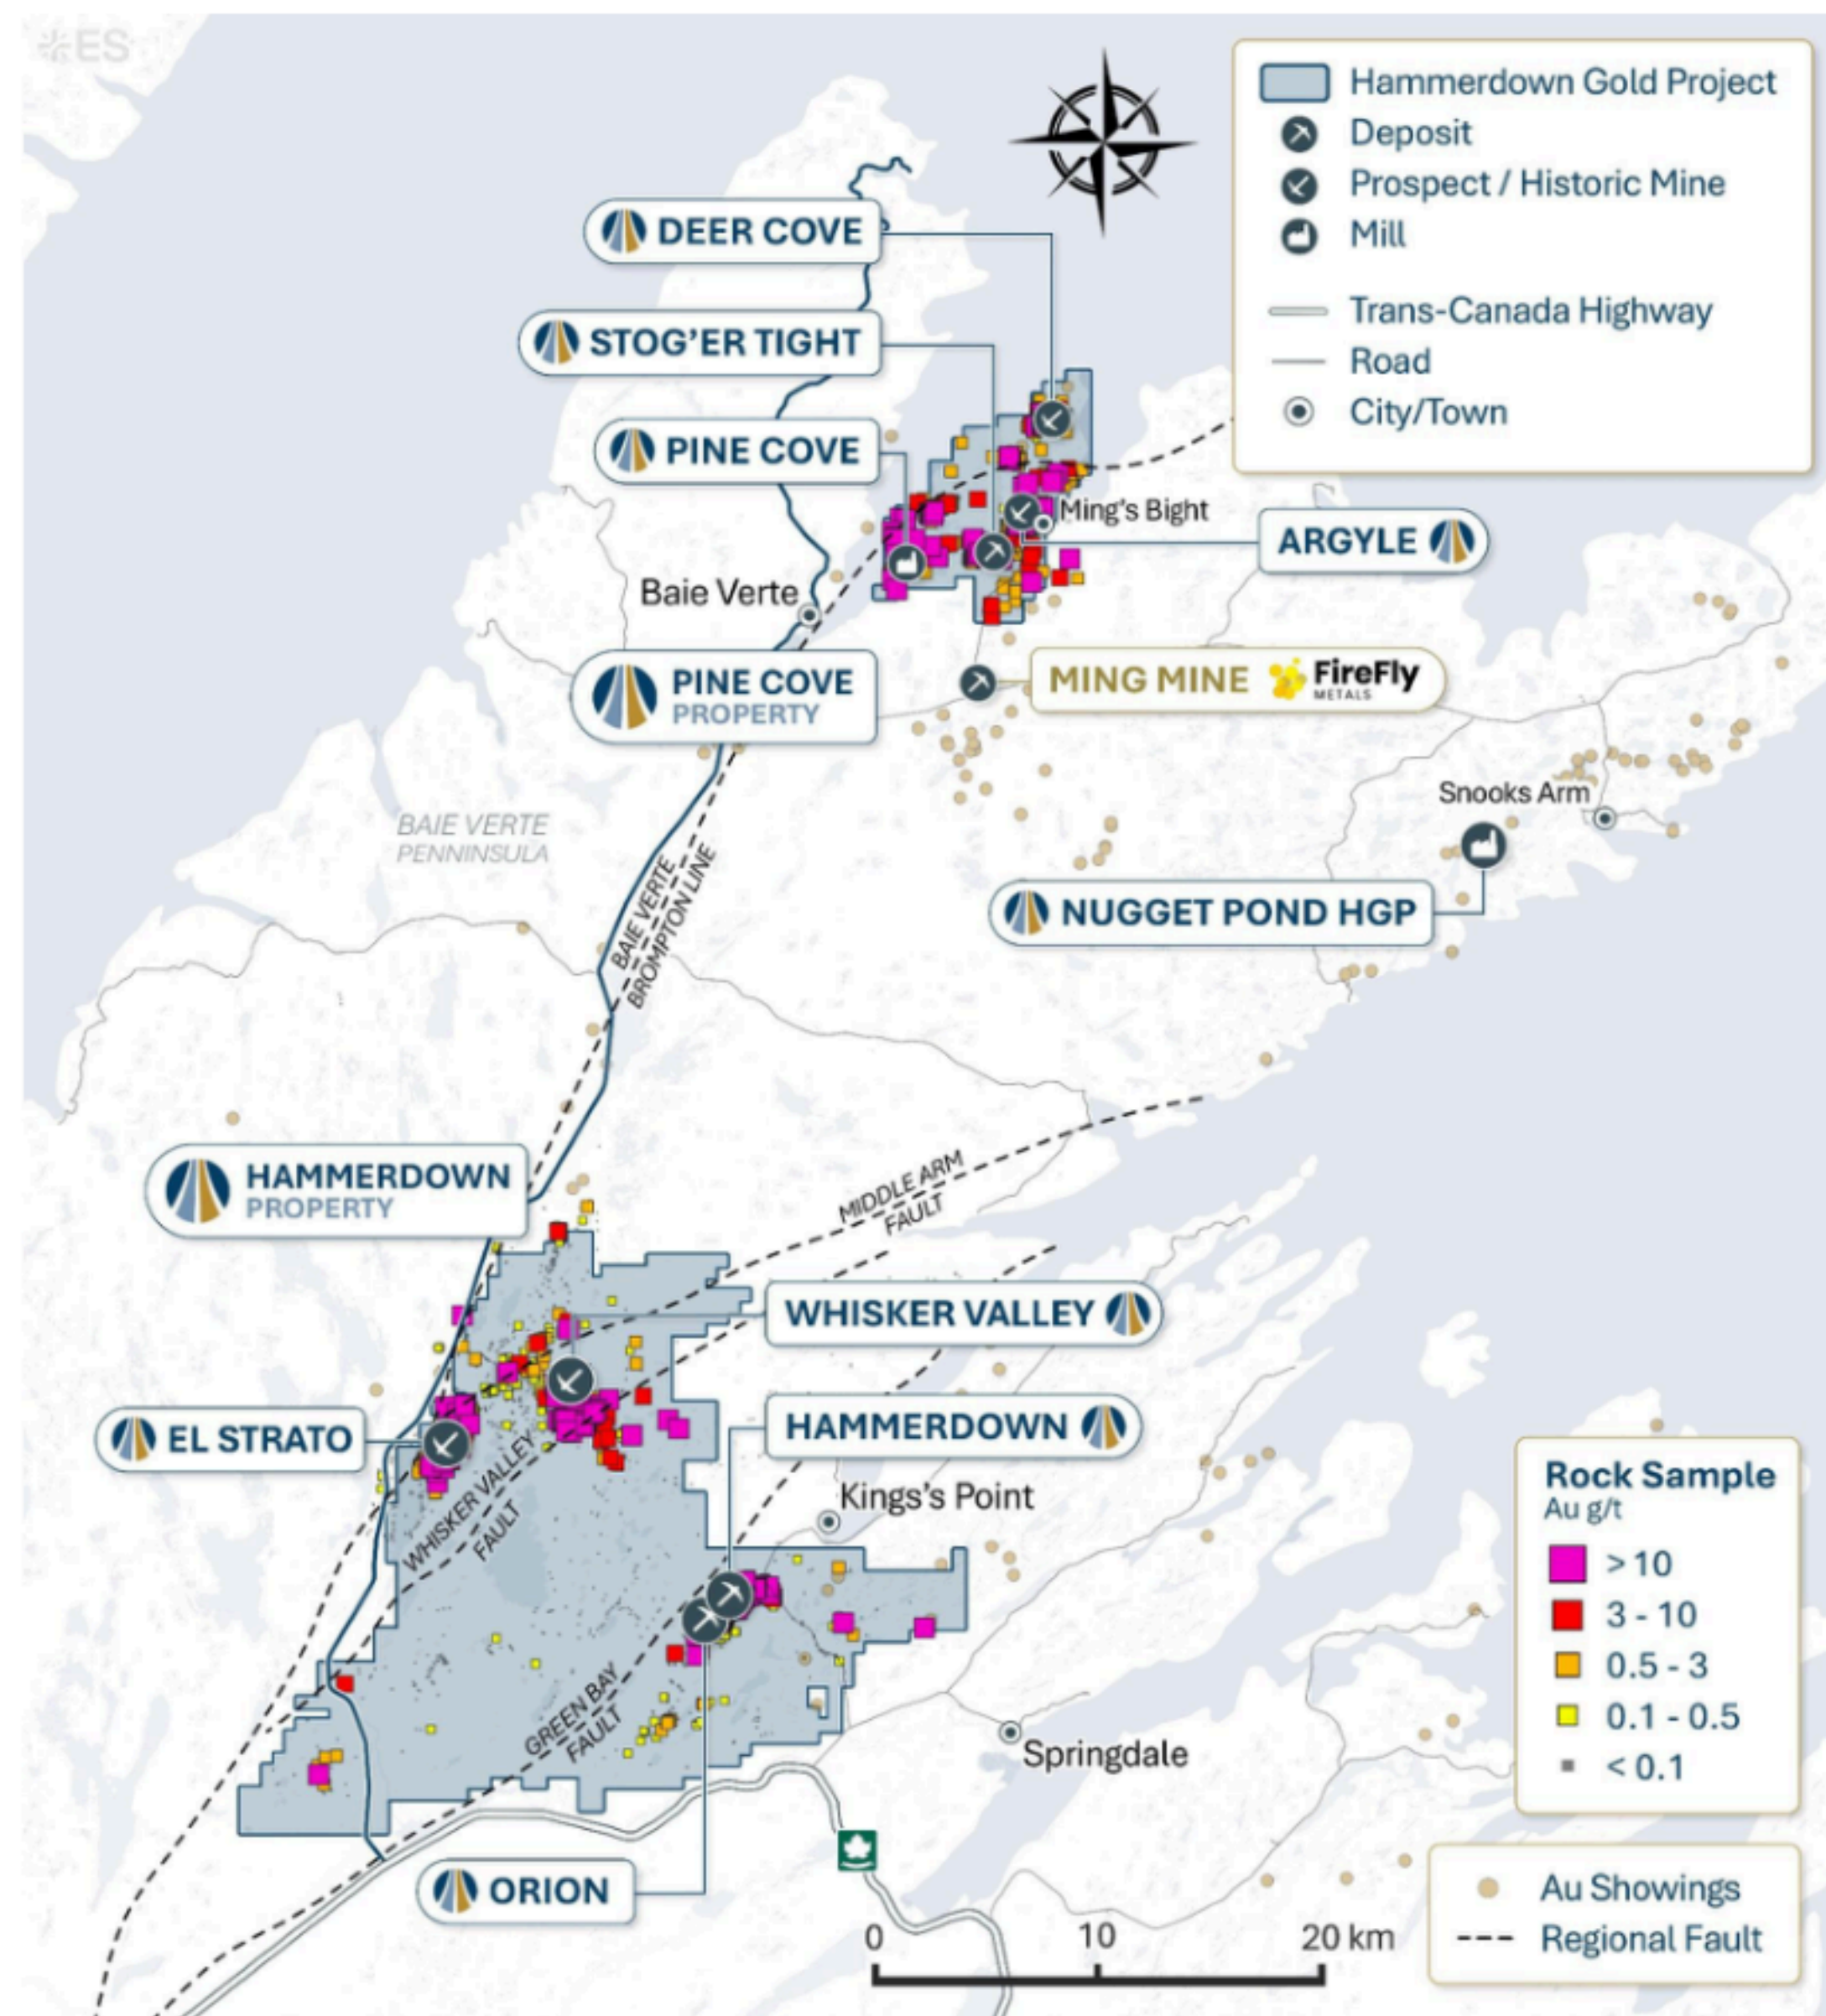 ES
Hammerdown Gold Project
Deposit
Prospect / Historic Mine
Mill
Trans-Canada Highway
Road
City/Town
DEER COVE
STOG'ER TIGHT
PINE COVE
Ming's Bight
ARGYLE
Baie Verte
PINE COVE
PROPERTY
MING MINE FireFly
METALS
Snooks Arm
BAIE VERTE
PENNINSULA
NUGGET POND HGP
BAIE VERTE
BROMPTON LINE
HAMMERDOWN
PROPERTY
MIDDLE ARM
FAULT
WHISKER VALLEY
EL STRATO
HAMMERDOWN
WHISKER VALLEY
FAULT
Kings's Point
Rock Sample
Au g/t
> 10
3 - 10
0.5 - 3
0.1 - 0.5
< 0.1
GREEN BAY
FAULT
Springdale
ORION
0 10 20 km
Au Showings
Regional Fault